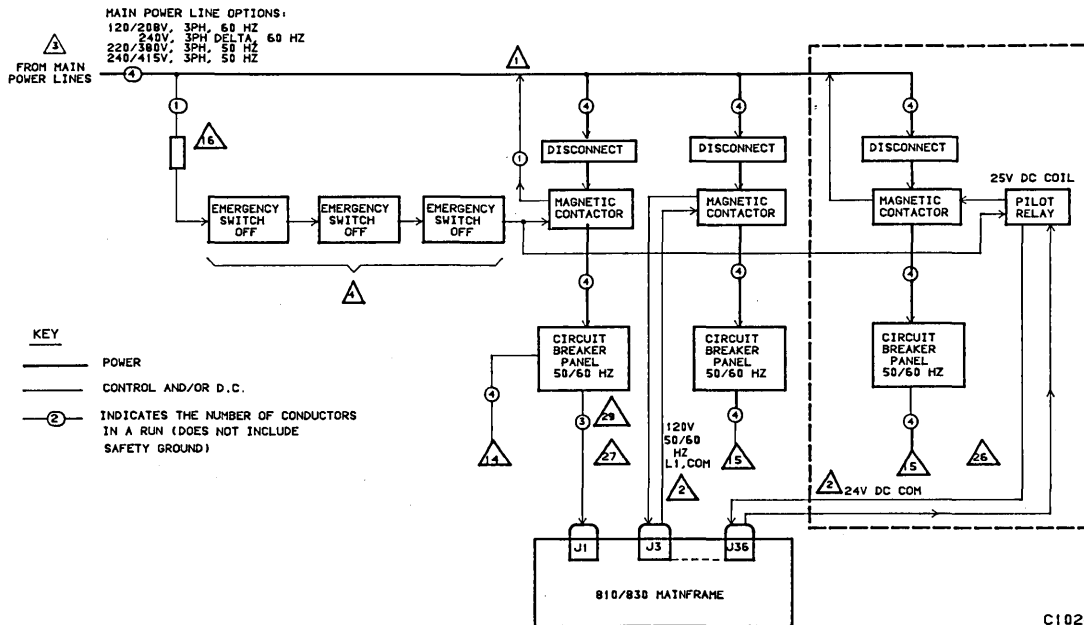 MAIN POWER LINE OPTIONS:
120/208V, 3PH, 60 HZ
240V, 3PH DELTA, 60 HZ
220/380V, 3PH, 50 HZ
240/415V, 3PH, 50 HZ
3
FROM MAIN
POWER LINES
4
1
1
16
1
4
4
4
DISCONNECT
DISCONNECT
DISCONNECT
25V DC COIL
MAGNETIC
CONTACTOR
MAGNETIC
CONTACTOR
MAGNETIC
CONTACTOR
PILOT
RELAY
EMERGENCY
SWITCH
OFF
EMERGENCY
SWITCH
OFF
EMERGENCY
SWITCH
OFF
4
4
4
4
KEY
POWER
CONTROL AND/OR D.C.
2
INDICATES THE NUMBER OF CONDUCTORS
IN A RUN (DOES NOT INCLUDE
SAFETY GROUND)
CIRCUIT
BREAKER
PANEL
50/60 HZ
CIRCUIT
BREAKER
PANEL
50/60 HZ
CIRCUIT
BREAKER
PANEL
50/60 HZ
4
3
29
27
14
120V
50/60
HZ
L1,COM
2
4
15
4
15
26
2
24V DC COM
J1
J3
J36
810/830 MAINFRAME
C102